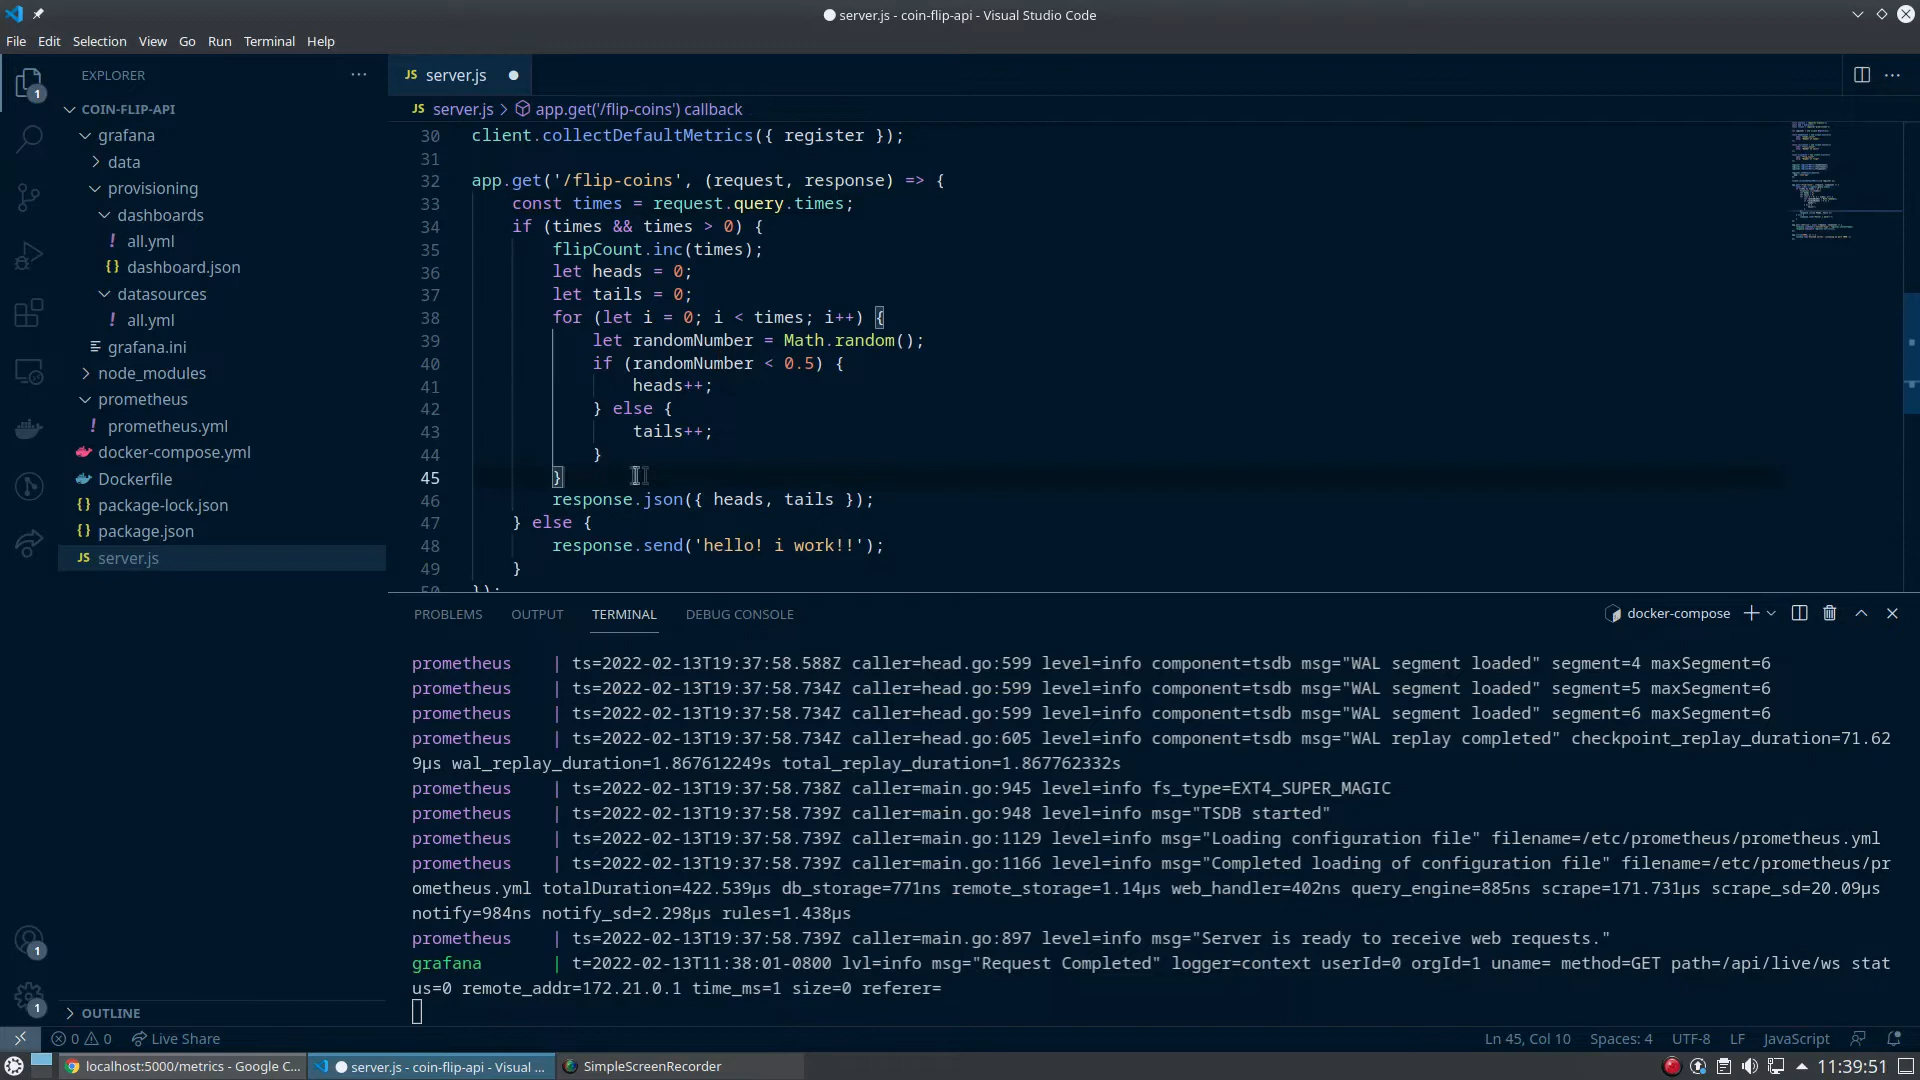 server.js - coin-flip-api - Visual Studio Code
File Edit Selection View Go Run Terminal Help
EXPLORER
COIN-FLIP-API
grafana
data
provisioning
dashboards
! all.yml
{} dashboard.json
datasources
! all.yml
grafana.ini
node_modules
prometheus
! prometheus.yml
docker-compose.yml
Dockerfile
{} package-lock.json
{} package.json
JS server.js
OUTLINE
1
1
1
JS server.js
JS server.js > app.get('/flip-coins') callback
30 client.collectDefaultMetrics({ register });
31
32 app.get('/flip-coins', (request, response) => {
33 const times = request.query.times;
34 if (times && times > 0) {
35 flipCount.inc(times);
36 let heads = 0;
37 let tails = 0;
38 for (let i = 0; i < times; i++) {
39 let randomNumber = Math.random();
40 if (randomNumber < 0.5) {
41 heads++;
42 } else {
43 tails++;
44 }
45 }
46 response.json({ heads, tails });
47 } else {
48 response.send('hello! i work!!');
49 }
50 });
PROBLEMS OUTPUT TERMINAL DEBUG CONSOLE
docker-compose
prometheus | ts=2022-02-13T19:37:58.588Z caller=head.go:599 level=info component=tsdb msg="WAL segment loaded" segment=4 maxSegment=6
prometheus | ts=2022-02-13T19:37:58.734Z caller=head.go:599 level=info component=tsdb msg="WAL segment loaded" segment=5 maxSegment=6
prometheus | ts=2022-02-13T19:37:58.734Z caller=head.go:599 level=info component=tsdb msg="WAL segment loaded" segment=6 maxSegment=6
prometheus | ts=2022-02-13T19:37:58.734Z caller=head.go:605 level=info component=tsdb msg="WAL replay completed" checkpoint_replay_duration=71.62
9µs wal_replay_duration=1.867612249s total_replay_duration=1.867762332s
prometheus | ts=2022-02-13T19:37:58.738Z caller=main.go:945 level=info fs_type=EXT4_SUPER_MAGIC
prometheus | ts=2022-02-13T19:37:58.739Z caller=main.go:948 level=info msg="TSDB started"
prometheus | ts=2022-02-13T19:37:58.739Z caller=main.go:1129 level=info msg="Loading configuration file" filename=/etc/prometheus/prometheus.yml
prometheus | ts=2022-02-13T19:37:58.739Z caller=main.go:1166 level=info msg="Completed loading of configuration file" filename=/etc/prometheus/pr
ometheus.yml totalDuration=422.539µs db_storage=771ns remote_storage=1.14µs web_handler=402ns query_engine=885ns scrape=171.731µs scrape_sd=20.09µs
notify=984ns notify_sd=2.298µs rules=1.438µs
prometheus | ts=2022-02-13T19:37:58.739Z caller=main.go:897 level=info msg="Server is ready to receive web requests."
grafana | t=2022-02-13T11:38:01-0800 lvl=info msg="Request Completed" logger=context userId=0 orgId=1 uname= method=GET path=/api/live/ws stat
us=0 remote_addr=172.21.0.1 time_ms=1 size=0 referer=
0 0 Live Share
Ln 45, Col 10 Spaces: 4 UTF-8 LF JavaScript
localhost:5000/metrics - Google C...
server.js - coin-flip-api - Visual ...
SimpleScreenRecorder
11:39:51